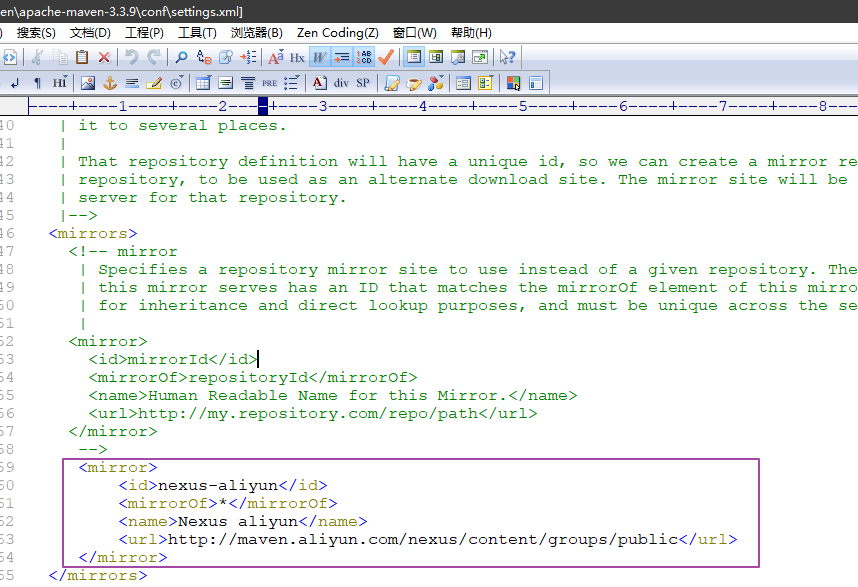 en\apache-maven-3.3.9\conf\settings.xml]
) 搜索(S) 文档(D) 工程(P) 工具(T) 浏览器(B) Zen Coding(Z) 窗口(W) 帮助(H)
Hx W AB CD
¶ Hi PRE A div SP
----+----1----+----2----+----3----+----4----+----5----+----6----+----7----+----8--
40 | it to several places.
41 |
42 | That repository definition will have a unique id, so we can create a mirror re
43 | repository, to be used as an alternate download site. The mirror site will be
44 | server for that repository.
45 |-->
46 <mirrors>
47 <!-- mirror
48 | Specifies a repository mirror site to use instead of a given repository. The
49 | this mirror serves has an ID that matches the mirrorOf element of this mirro
50 | for inheritance and direct lookup purposes, and must be unique across the se
51 |
52 <mirror>
53 <id>mirrorId</id>
54 <mirrorOf>repositoryId</mirrorOf>
55 <name>Human Readable Name for this Mirror.</name>
56 <url>http://my.repository.com/repo/path</url>
57 </mirror>
58 -->
59 <mirror>
60 <id>nexus-aliyun</id>
61 <mirrorOf>*</mirrorOf>
62 <name>Nexus aliyun</name>
63 <url>http://maven.aliyun.com/nexus/content/groups/public</url>
64 </mirror>
65 </mirrors>